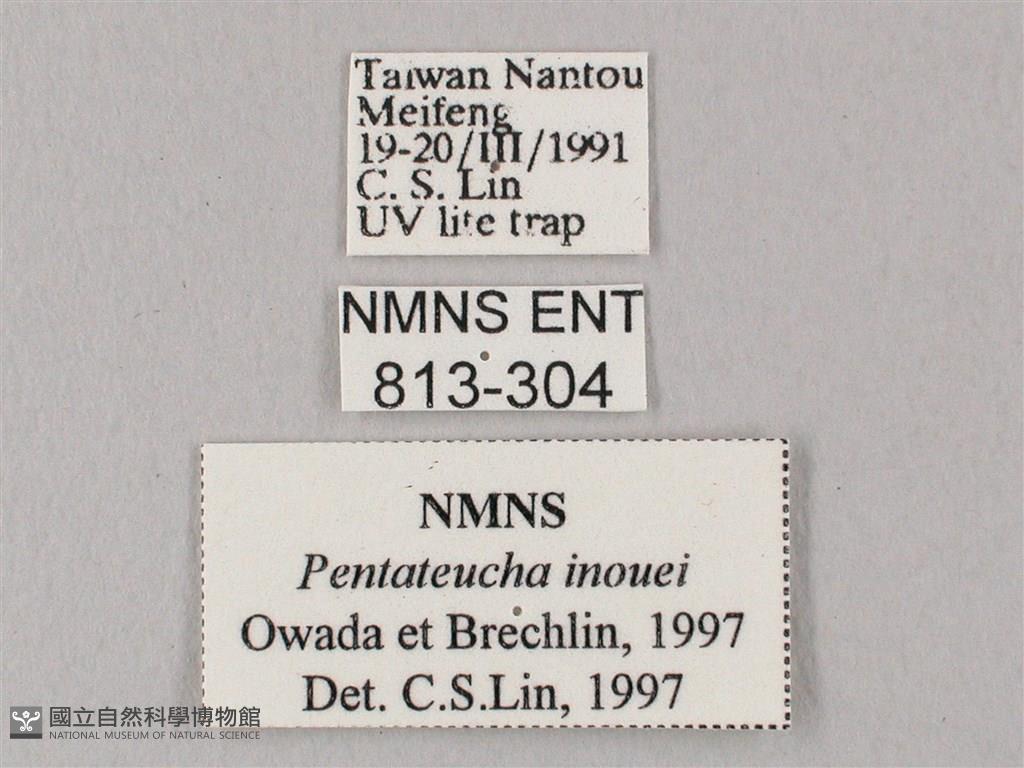 Taiwan Nantou
Meifeng
19-20/III/1991
C. S. Lin
UV lite trap
NMNS ENT
813-304
NMNS
Pentateucha inouei
Owada et Brechlin, 1997
Det. C.S.Lin, 1997
國立自然科學博物館
NATIONAL MUSEUM OF NATURAL SCIENCE